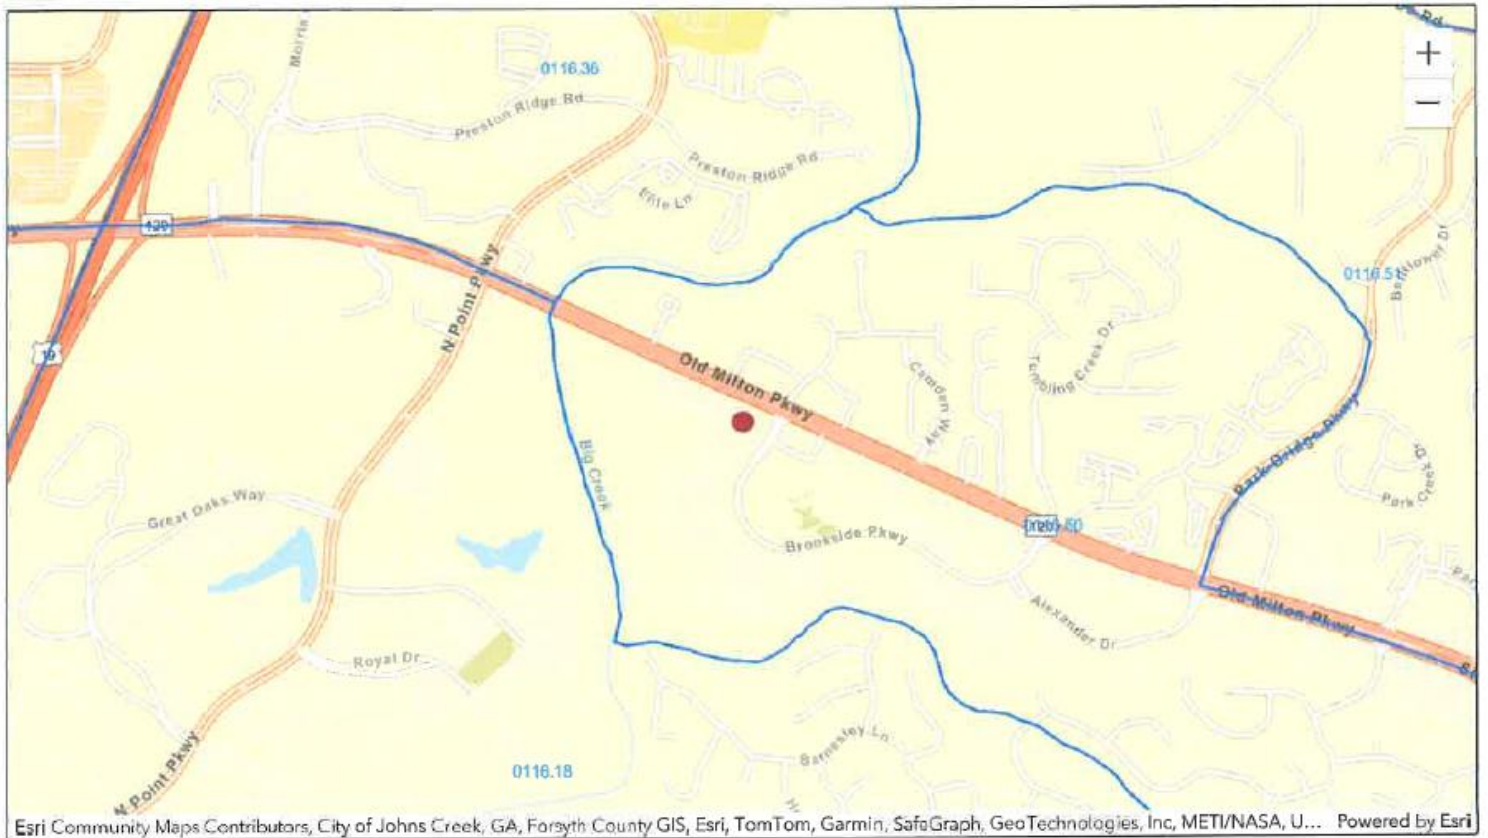 +
−
0116.36
Morris
Preston Ridge Rd
Preston Ridge Rd
Elite Ln
120
19
N Point Pkwy
0116.51
Bellflower Dr
Old Milton Pkwy
Camden Way
Tumbling Creek Dr
Big Creek
Park Bridge Pkwy
Park Creek Dr
Great Oaks Way
Brookside Pkwy
120
Old Milton Pkwy
Alexander Dr
Royal Dr
Barnesley Ln
0116.18
N Point Pkwy
Esri Community Maps Contributors, City of Johns Creek, GA, Forsyth County GIS, Esri, TomTom, Garmin, SafeGraph, GeoTechnologies, Inc, METI/NASA, U... Powered by Esri